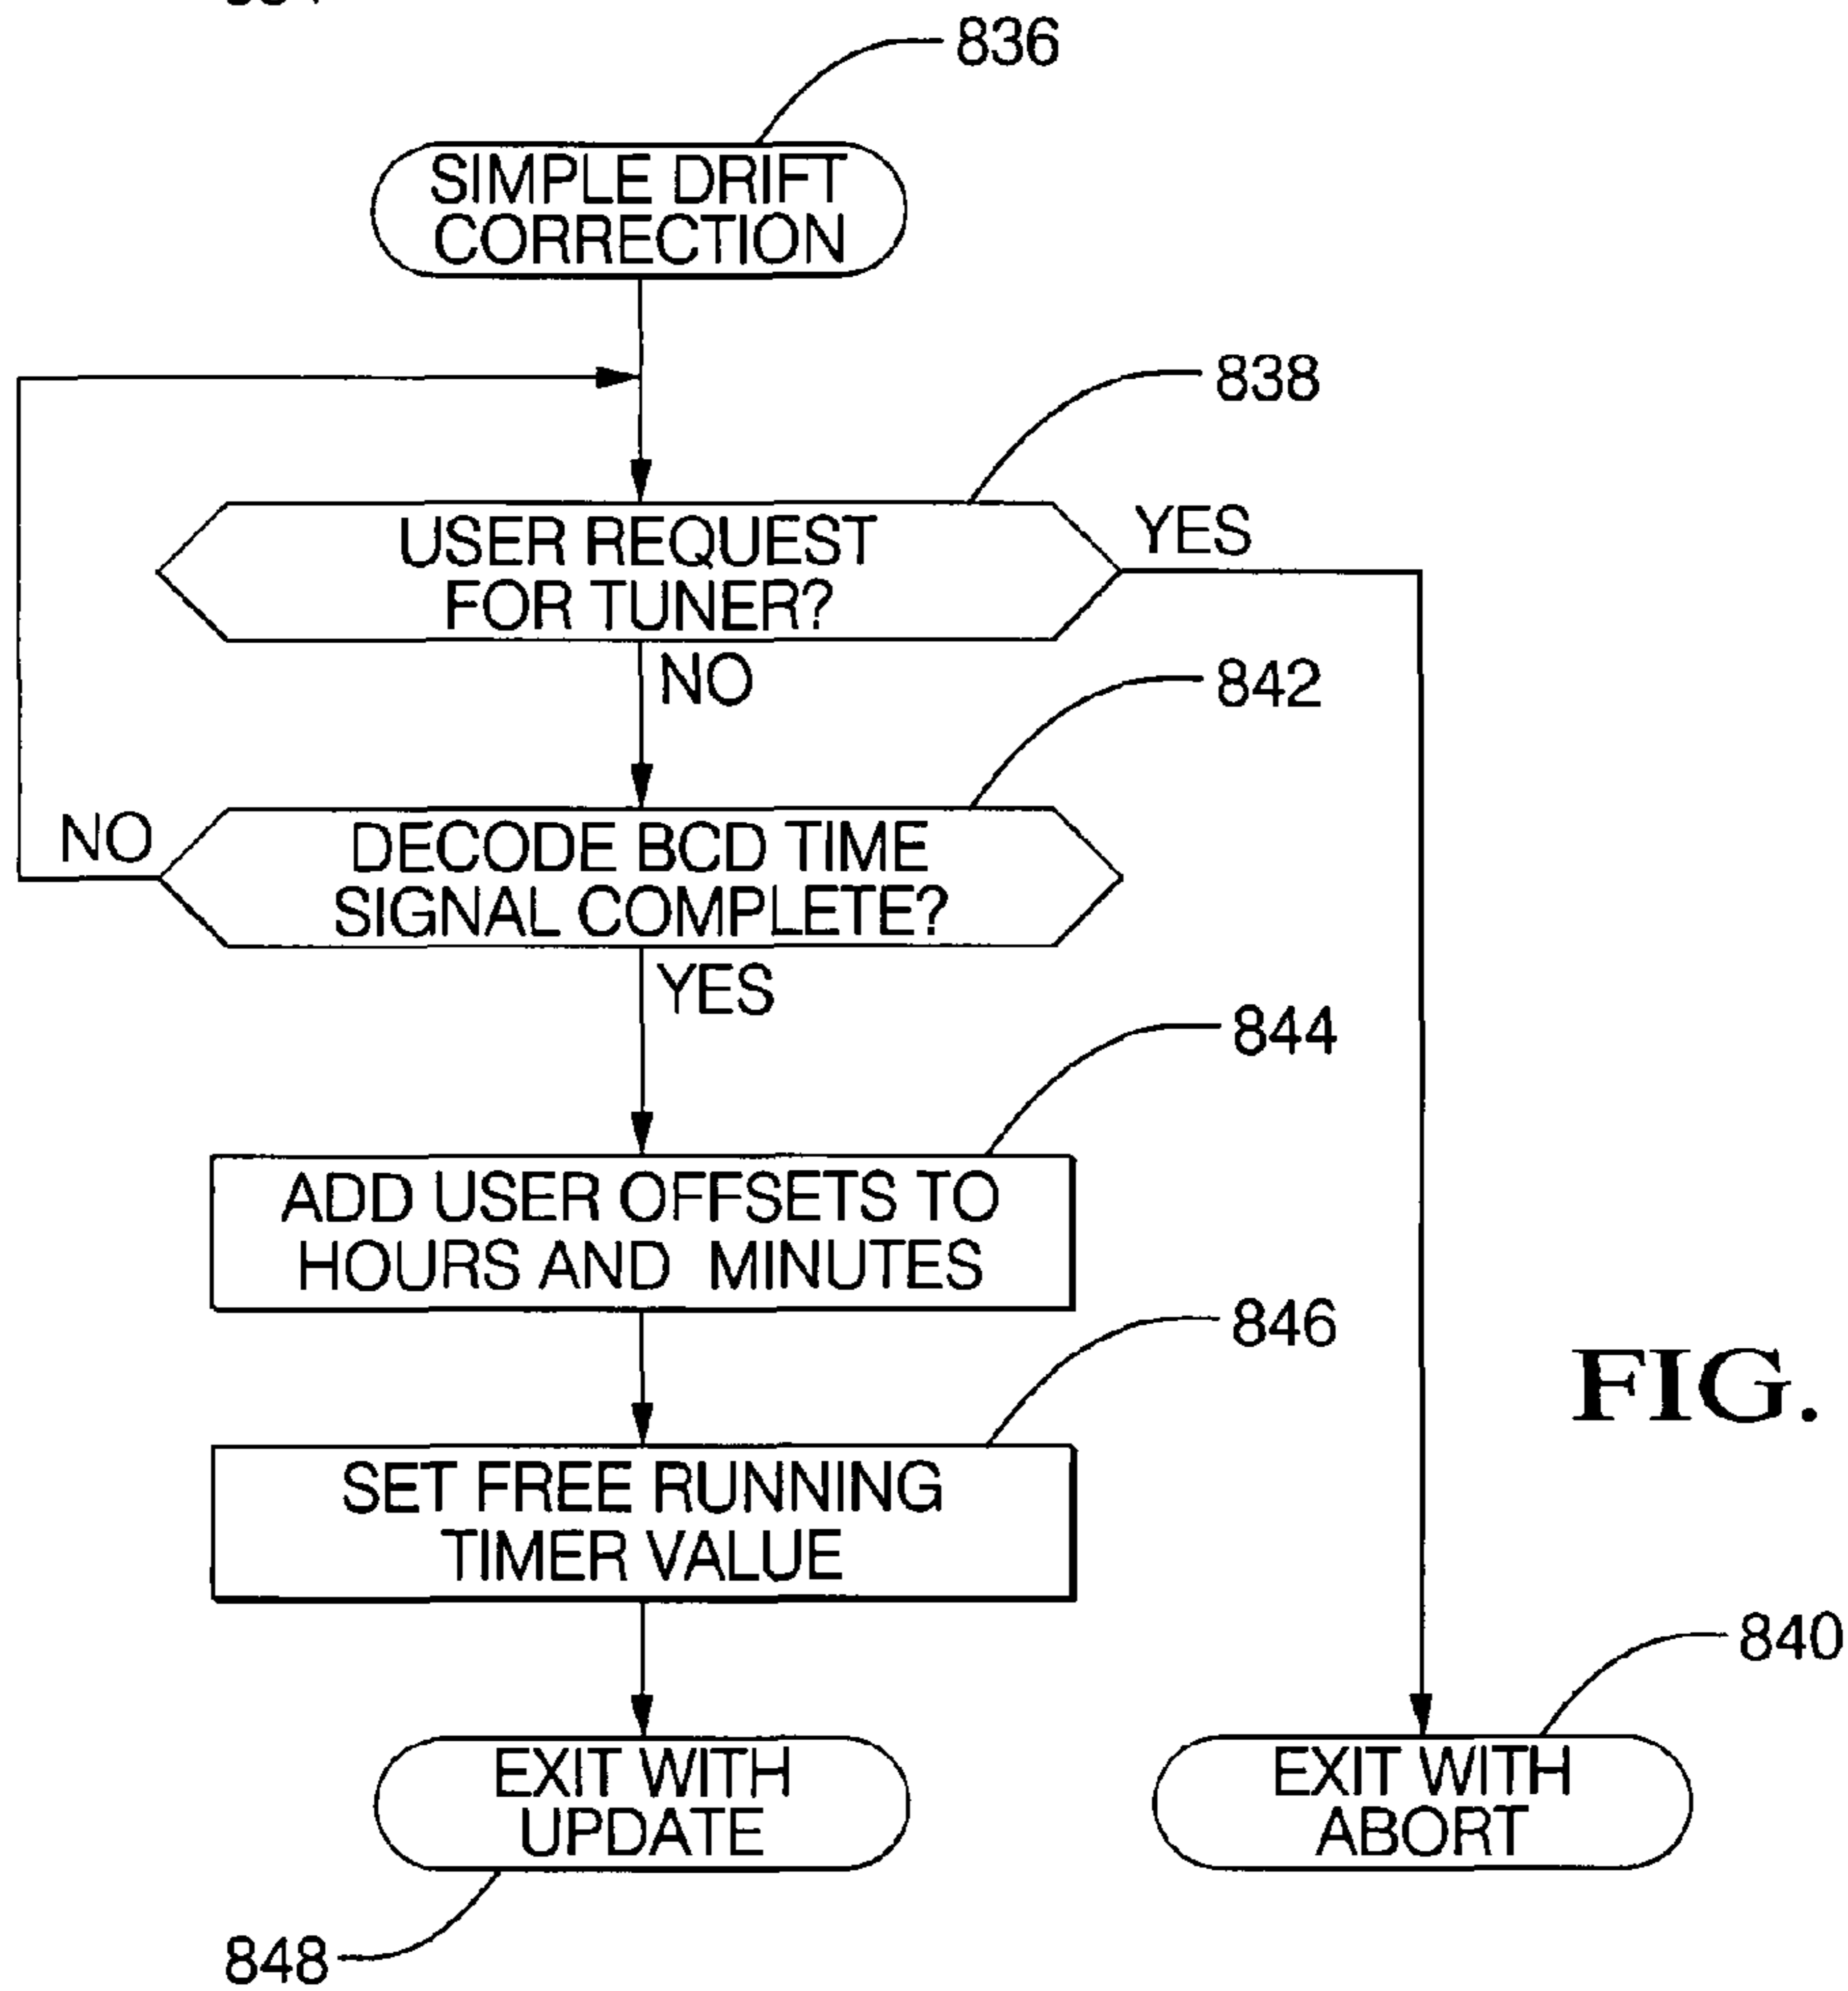 836
SIMPLE DRIFT
CORRECTION
838
USER REQUEST
FOR TUNER?
YES
NO
842
NO
DECODE BCD TIME
SIGNAL COMPLETE?
YES
844
ADD USER OFFSETS TO
HOURS AND MINUTES
846
FIG.
SET FREE RUNNING
TIMER VALUE
840
EXIT WITH
UPDATE
EXIT WITH
ABORT
848